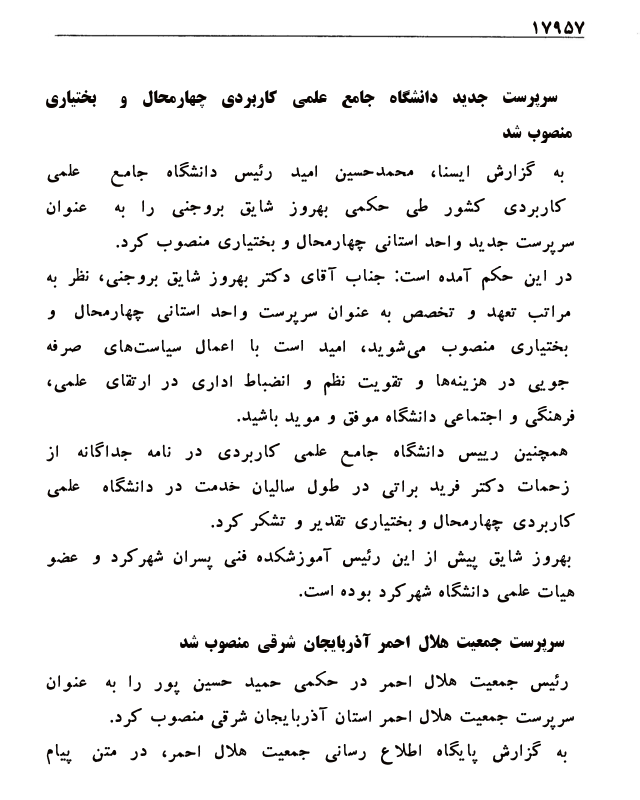 ۱۷۹۵۷
سرپرست جدید دانشگاه جامع علمی کاربردی چهارمحال و بختیاری
منصوب شد
به گزارش ایسنا، محمدحسین امید رئیس دانشگاه جامع علمی
کاربردی کشور طی حکمی بهروز شایق بروجنی را به عنوان
سرپرست جدید واحد استانی چهارمحال و بختیاری منصوب کرد.
در این حکم آمده است: جناب آقای دکتر بهروز شایق بروجنی، نظر به
مراتب تعهد و تخصص به عنوان سرپرست واحد استانی چهارمحال و
بختیاری منصوب می‌شوید، امید است با اعمال سیاست‌های صرفه
جویی در هزینه‌ها و تقویت نظم و انضباط اداری در ارتقای علمی،
فرهنگی و اجتماعی دانشگاه موفق و موید باشید.
همچنین رییس دانشگاه جامع علمی کاربردی در نامه جداگانه از
زحمات دکتر فرید براتی در طول سالیان خدمت در دانشگاه علمی
کاربردی چهارمحال و بختیاری تقدیر و تشکر کرد.
بهروز شایق پیش از این رئیس آموزشکده فنی پسران شهرکرد و عضو
هیات علمی دانشگاه شهرکرد بوده است.
سرپرست جمعیت هلال احمر آذربایجان شرقی منصوب شد
رئیس جمعیت هلال احمر در حکمی حمید حسین پور را به عنوان
سرپرست جمعیت هلال احمر استان آذربایجان شرقی منصوب کرد.
به گزارش پایگاه اطلاع رسانی جمعیت هلال احمر، در متن پیام